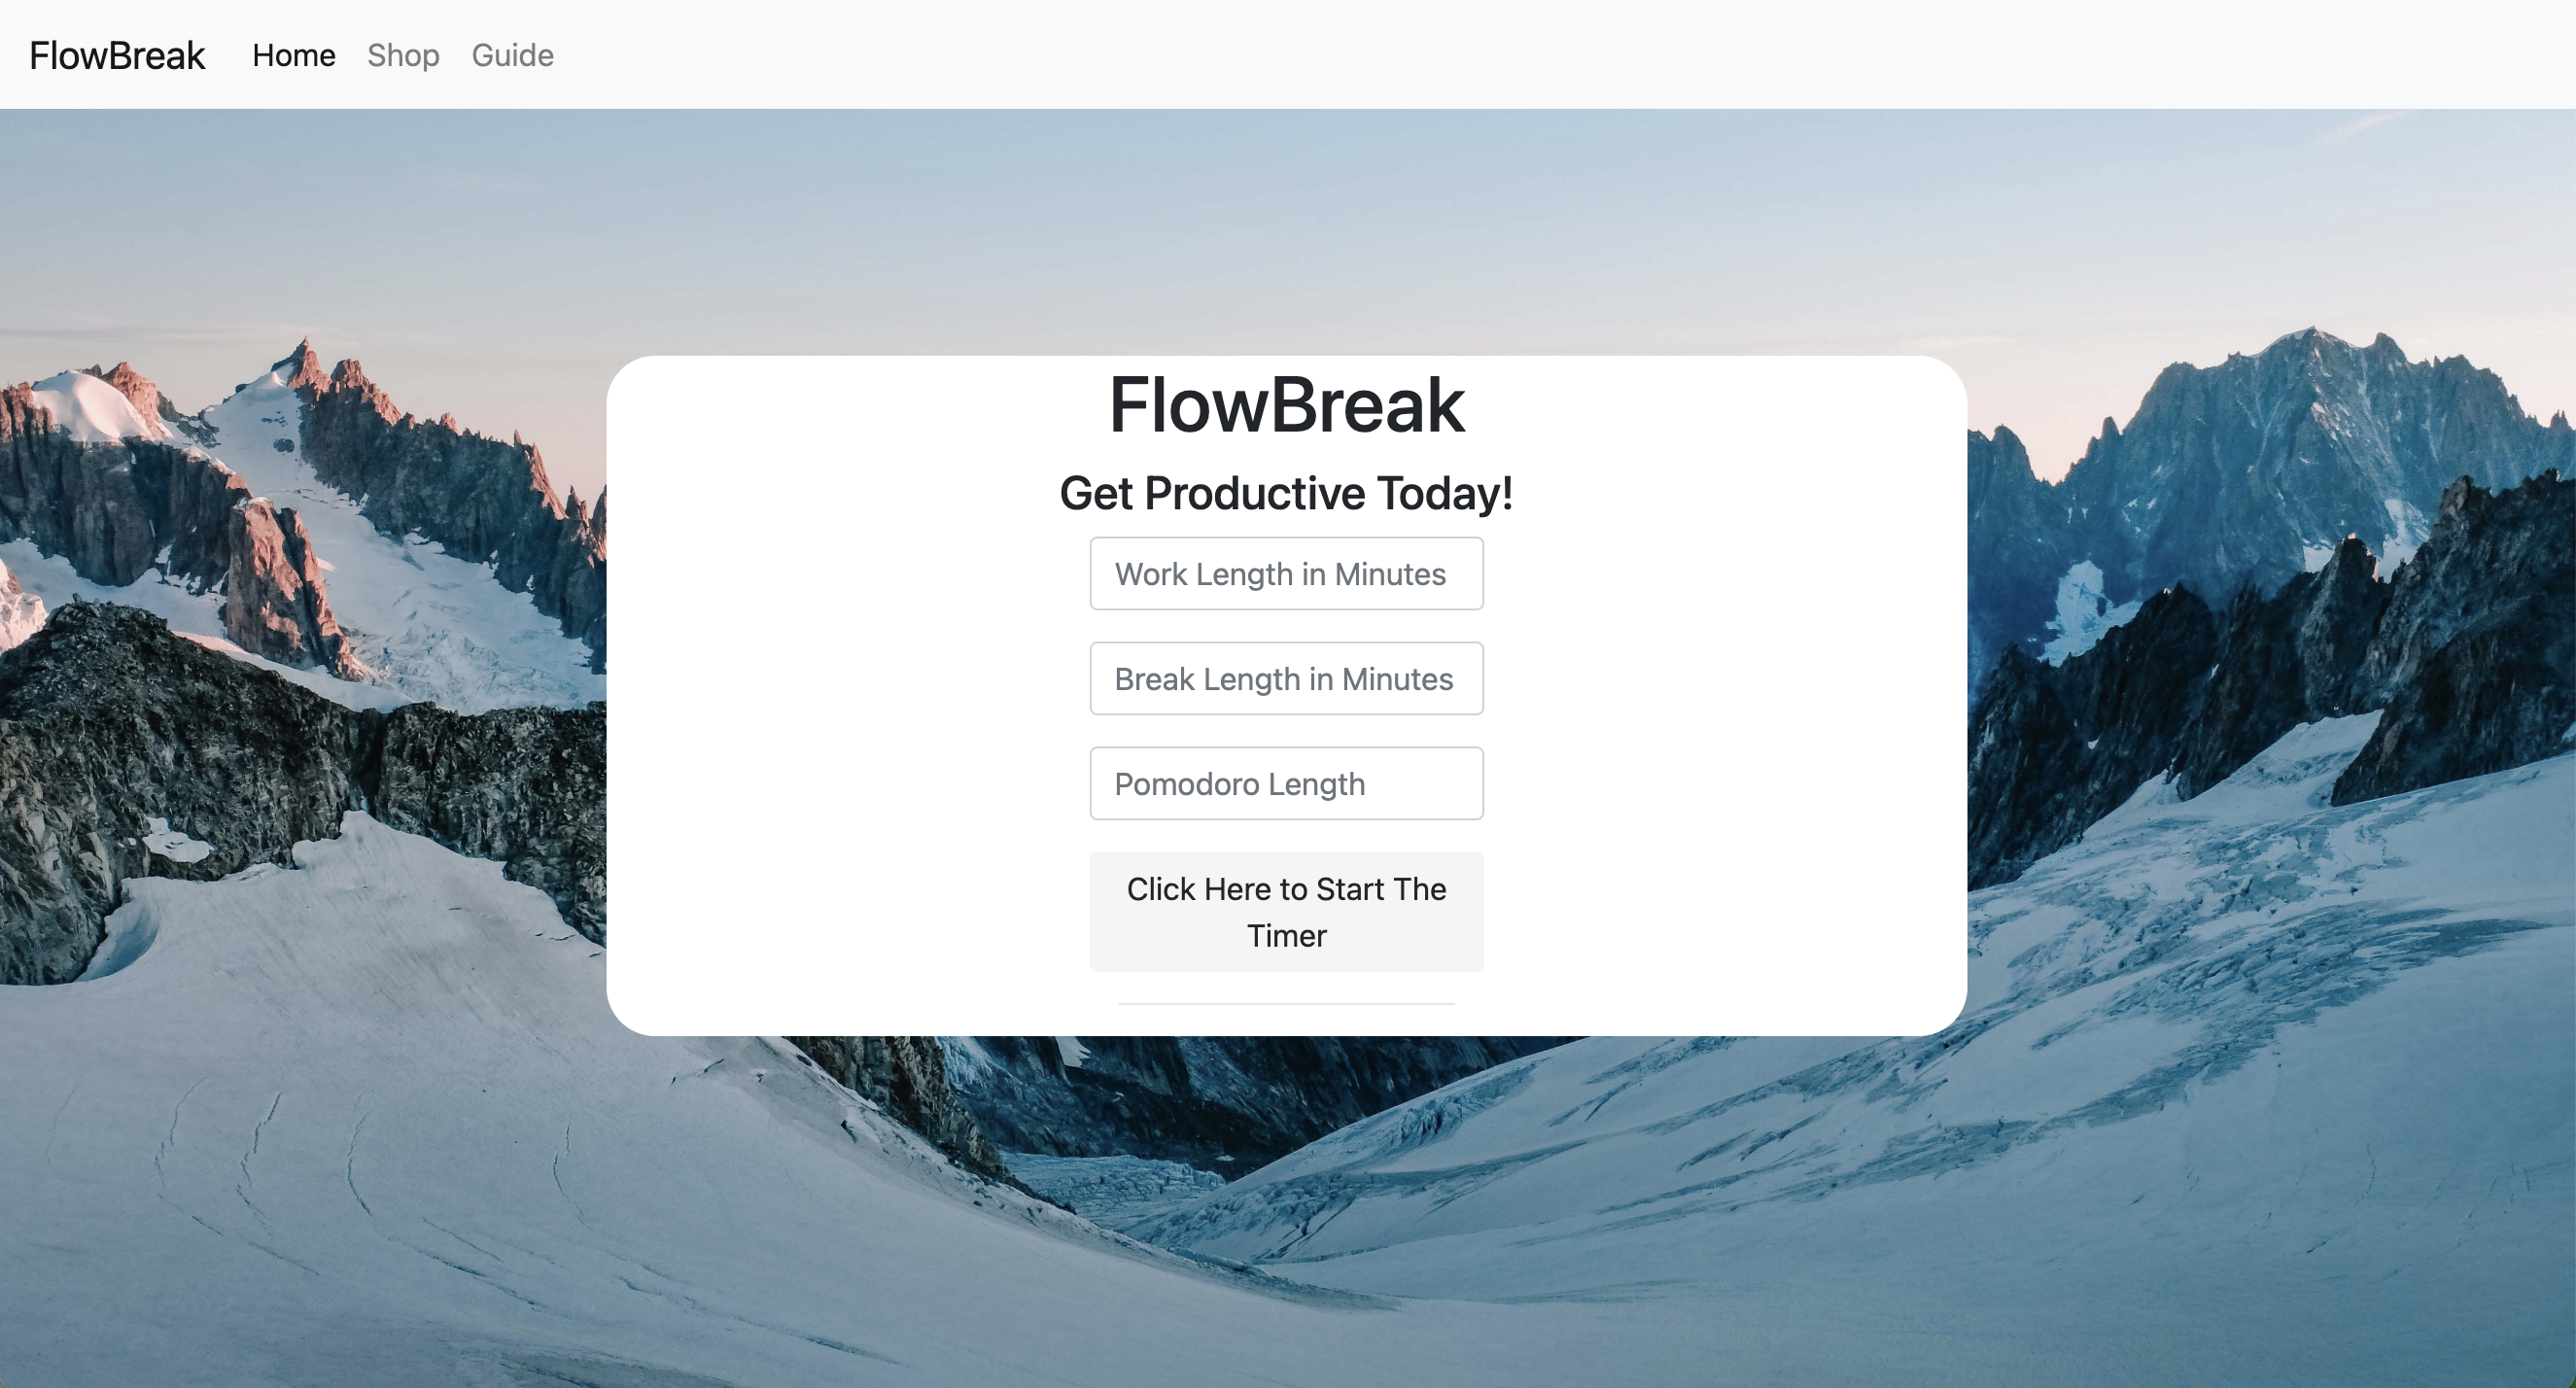 FlowBreak Home Shop Guide
FlowBreak
Get Productive Today!
Work Length in Minutes
Break Length in Minutes
Pomodoro Length
Click Here to Start The
Timer